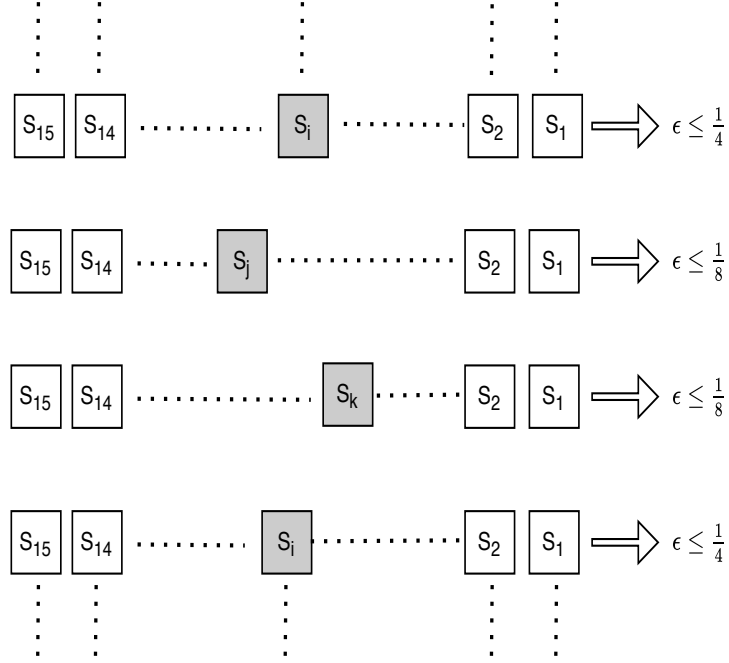 S₁₅ S₁₄ Sᵢ S₂ S₁ ϵ ≤ 1/4
S₁₅ S₁₄ Sⱼ S₂ S₁ ϵ ≤ 1/8
S₁₅ S₁₄ Sₖ S₂ S₁ ϵ ≤ 1/8
S₁₅ S₁₄ Sᵢ S₂ S₁ ϵ ≤ 1/4